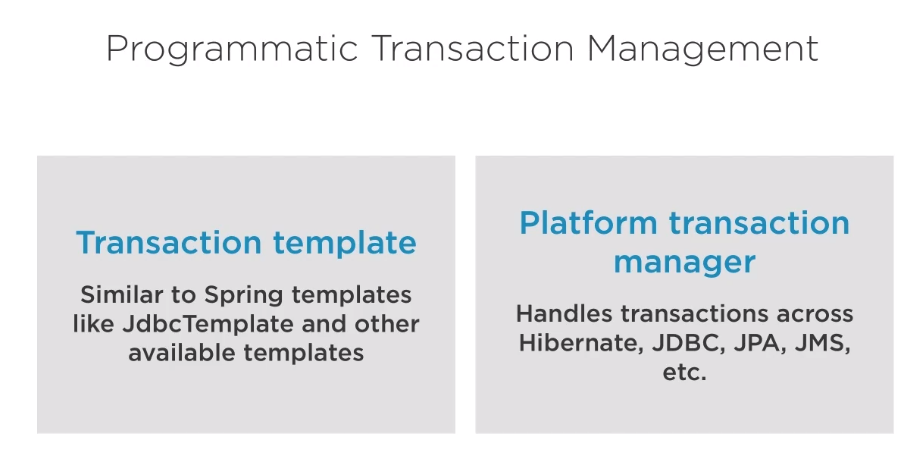 Programmatic Transaction Management
Transaction template
Similar to Spring templates
like JdbcTemplate and other
available templates
Platform transaction
manager
Handles transactions across
Hibernate, JDBC, JPA, JMS,
etc.